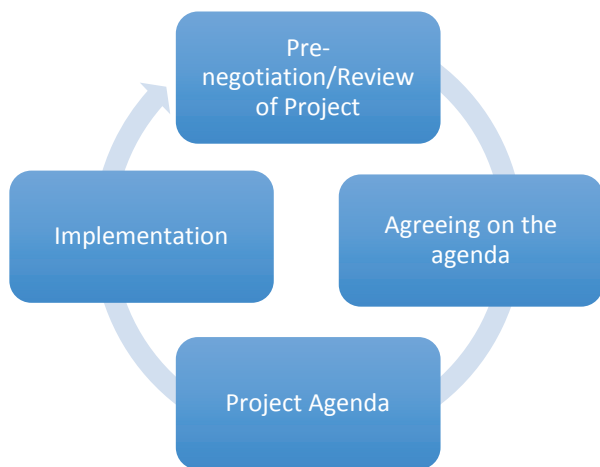 Pre-
negotiation/Review
of Project
Agreeing on the
agenda
Project Agenda
Implementation